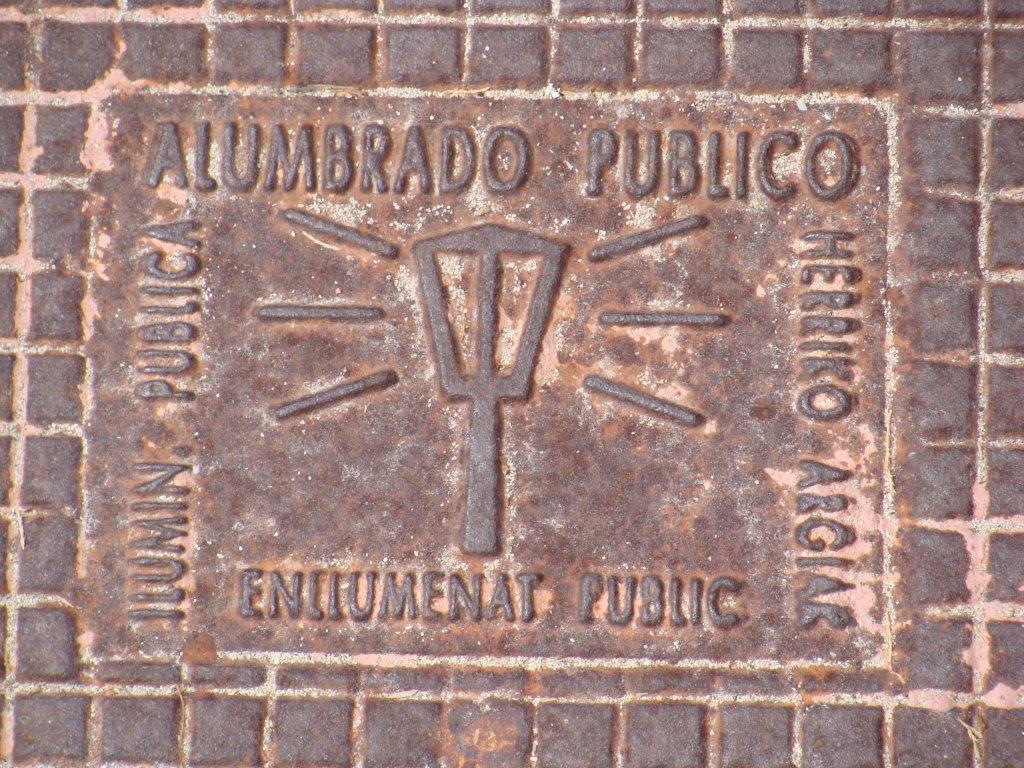 ALUMBRADO PUBLICO
ILUMIN. PUBLICA
HERRIKO ARGIAK
ENLLUMENAT PUBLIC